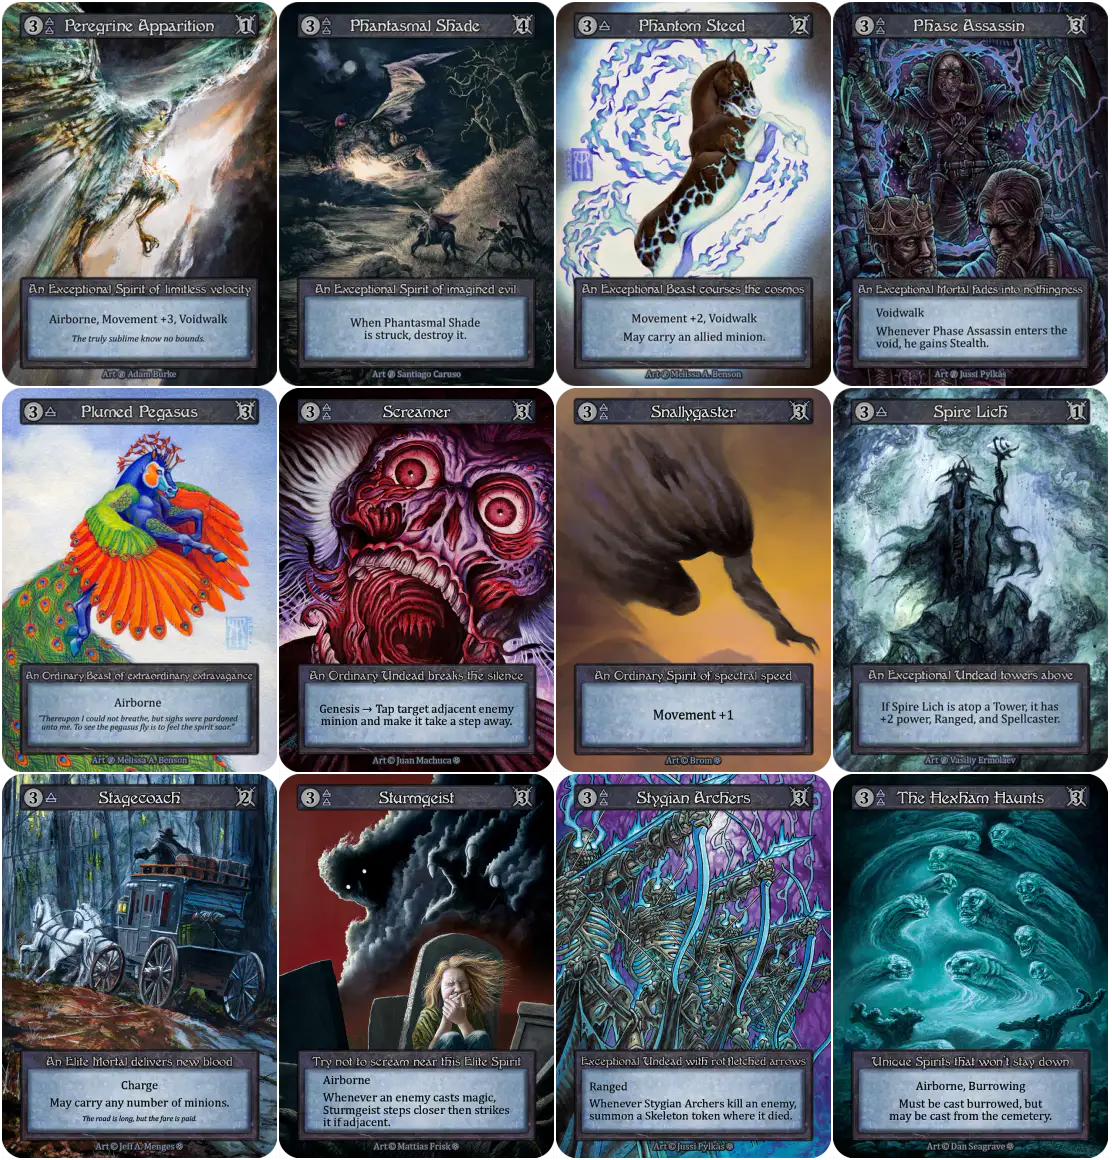 3 Peregrine Apparition 1
An Exceptional Spirit of limitless velocity
Airborne, Movement +3, Voidwalk
The truly sublime know no bounds.
Art @ Adam Burke
3 Phantasmal Shade 4
An Exceptional Spirit of imagined evil
When Phantasmal Shade
is struck, destroy it.
Art @ Santiago Caruso
3 Phantom Steed 2
An Exceptional Beast courses the cosmos
Movement +2, Voidwalk
May carry an allied minion.
Art @ Melissa A. Benson
3 Phase Assassin 3
An Exceptional Mortal fades into nothingness
Voidwalk
Whenever Phase Assassin enters the
void, he gains Stealth.
Art @ Jussi Pylkäs
3 Plumed Pegasus 3
An Ordinary Beast of extraordinary extravagance
Airborne
"Thereupon I could not breathe, but sighs were pardoned
unto me. To see the pegasus fly is to feel the spirit soar."
Art @ Melissa A. Benson
3 Screamer 3
An Ordinary Undead breaks the silence
Genesis → Tap target adjacent enemy
minion and make it take a step away.
Art © Juan Machuca
3 Snallygaster 3
An Ordinary Spirit of spectral speed
Movement +1
Art © Brom
3 Spire Lich 1
An Exceptional Undead towers above
If Spire Lich is atop a Tower, it has
+2 power, Ranged, and Spellcaster.
Art @ Vasiliy Ermolaev
3 Stagecoach 2
An Elite Mortal delivers new blood
Charge
May carry any number of minions.
The road is long, but the fare is paid.
Art © Jeff A. Menges
3 Sturmgeist 3
Try not to scream near this Elite Spirit
Airborne
Whenever an enemy casts magic,
Sturmgeist steps closer then strikes
it if adjacent.
Art © Mattias Frisk
3 Stygian Archers 3
Exceptional Undead with rot fletched arrows
Ranged
Whenever Stygian Archers kill an enemy,
summon a Skeleton token where it died.
Art © Jussi Pylkäs
3 The Hexham Haunts 3
Unique Spirits that won't stay down
Airborne, Burrowing
Must be cast burrowed, but
may be cast from the cemetery.
Art © Dan Seagrave